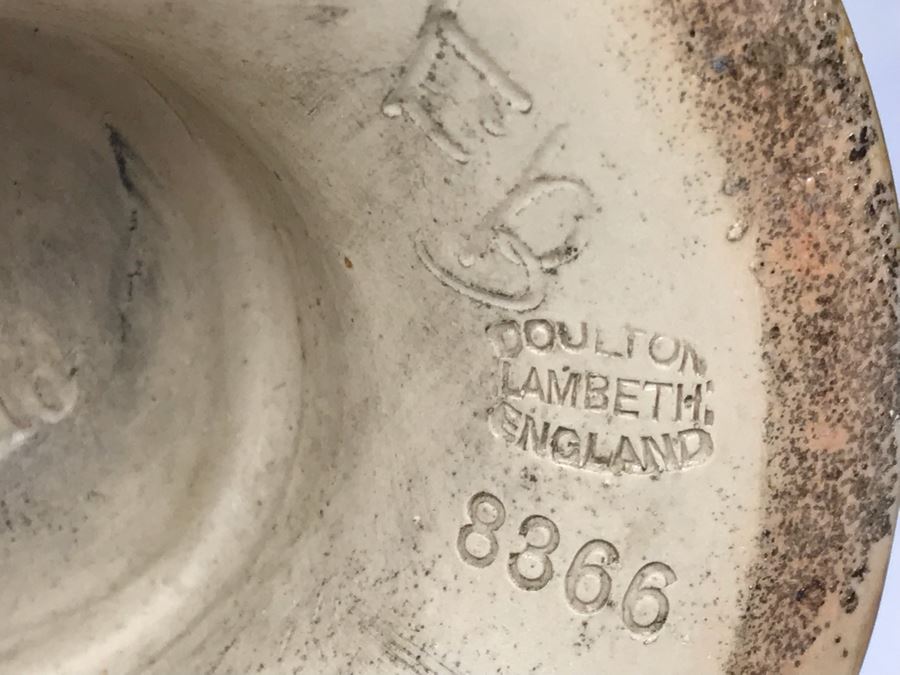 DOULTON
LAMBETH.
ENGLAND
8366